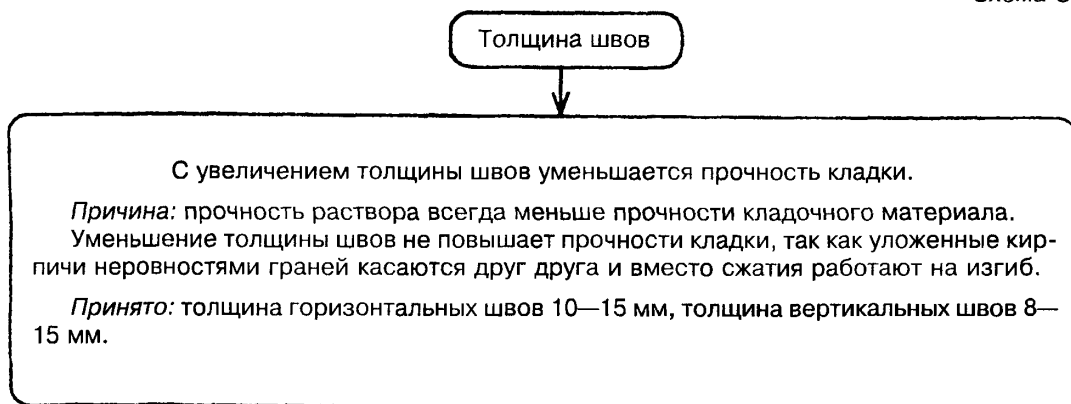 Толщина швов
С увеличением толщины швов уменьшается прочность кладки.
Причина: прочность раствора всегда меньше прочности кладочного материала.
Уменьшение толщины швов не повышает прочности кладки, так как уложенные кир-
пичи неровностями граней касаются друг друга и вместо сжатия работают на изгиб.
Принято: толщина горизонтальных швов 10—15 мм, толщина вертикальных швов 8—
15 мм.